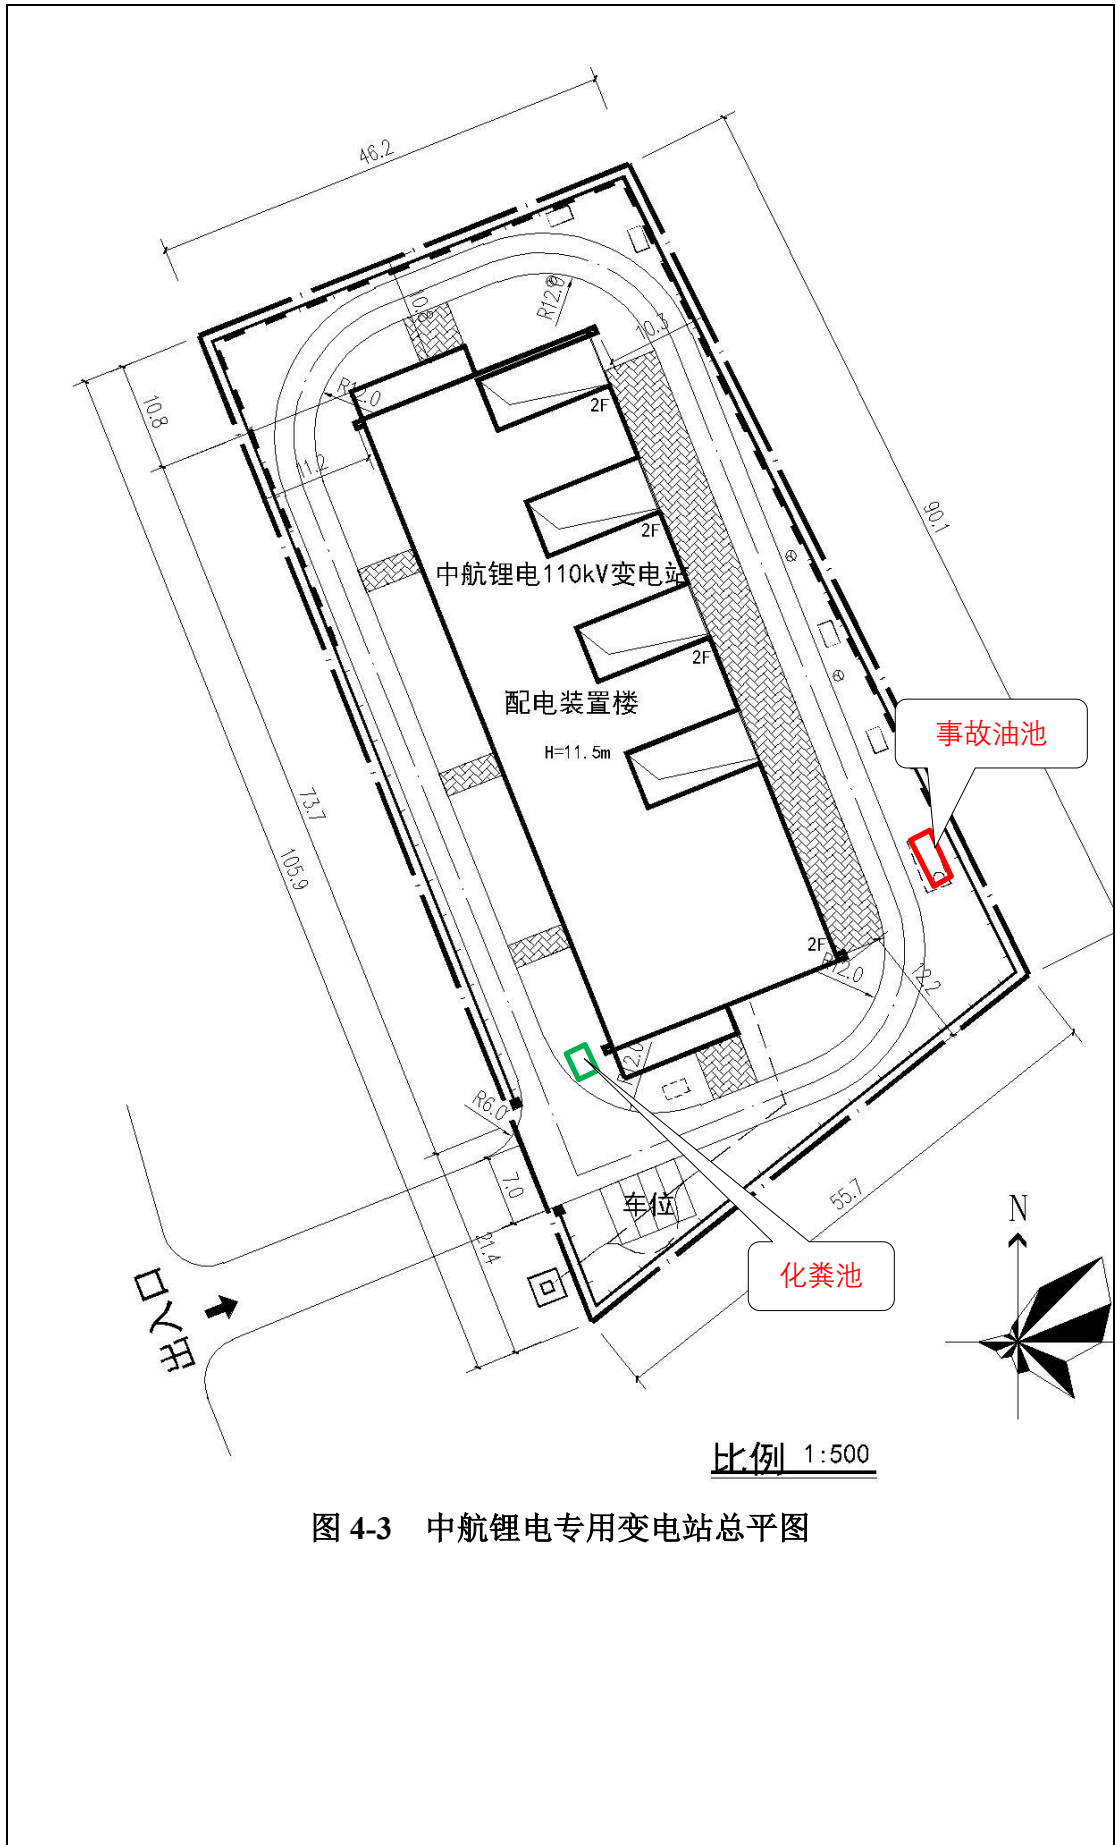 46.2
10.8
R12.0
10.3
R12.0
10.8
11.2
2F
90.1
2F
中航锂电110kV变电站
2F
配电装置楼
H=11.5m
事故油池
73.7
105.9
2F
R12.0
12.2
R12.0
R6.0
7.0
车位
55.7
21.4
N
化粪池
出入口
比例 1:500
图 4-3 中航锂电专用变电站总平图